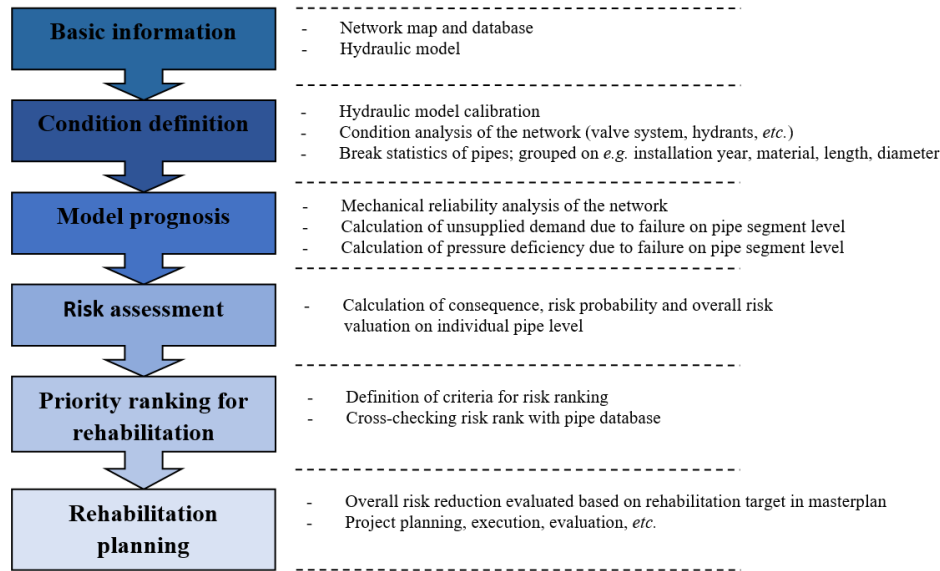 Basic information
- Network map and database
- Hydraulic model
Condition definition
- Hydraulic model calibration
- Condition analysis of the network (valve system, hydrants, etc.)
- Break statistics of pipes; grouped on e.g. installation year, material, length, diameter
Model prognosis
- Mechanical reliability analysis of the network
- Calculation of unsupplied demand due to failure on pipe segment level
- Calculation of pressure deficiency due to failure on pipe segment level
Risk assessment
- Calculation of consequence, risk probability and overall risk
valuation on individual pipe level
Priority ranking for
rehabilitation
- Definition of criteria for risk ranking
- Cross-checking risk rank with pipe database
Rehabilitation
planning
- Overall risk reduction evaluated based on rehabilitation target in masterplan
- Project planning, execution, evaluation, etc.